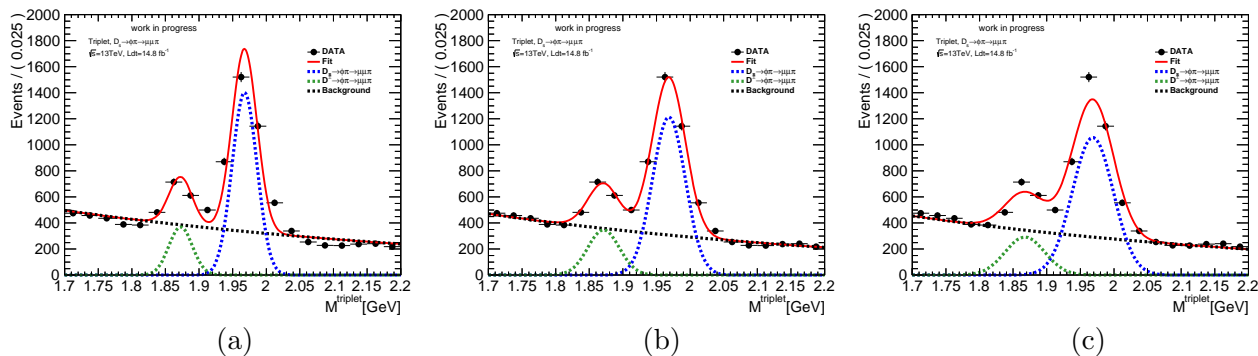 work in progress
Triplet, Dₛ→φπ→μμπ
√s=13TeV, Ldt=14.8 fb⁻¹
DATA
Fit
Dₛ→φπ→μμπ
D⁺→φπ→μμπ
Background
Events / ( 0.025 )
2000
1800
1600
1400
1200
1000
800
600
400
200
0
1.7 1.75 1.8 1.85 1.9 1.95 2 2.05 2.1 2.15 2.2
M^triplet [GeV]
(a)
work in progress
Triplet, Dₛ→φπ→μμπ
√s=13TeV, Ldt=14.8 fb⁻¹
DATA
Fit
Dₛ→φπ→μμπ
D⁺→φπ→μμπ
Background
Events / ( 0.025 )
2000
1800
1600
1400
1200
1000
800
600
400
200
0
1.7 1.75 1.8 1.85 1.9 1.95 2 2.05 2.1 2.15 2.2
M^triplet [GeV]
(b)
work in progress
Triplet, Dₛ→φπ→μμπ
√s=13TeV, Ldt=14.8 fb⁻¹
DATA
Fit
Dₛ→φπ→μμπ
D⁺→φπ→μμπ
Background
Events / ( 0.025 )
2000
1800
1600
1400
1200
1000
800
600
400
200
0
1.7 1.75 1.8 1.85 1.9 1.95 2 2.05 2.1 2.15 2.2
M^triplet [GeV]
(c)